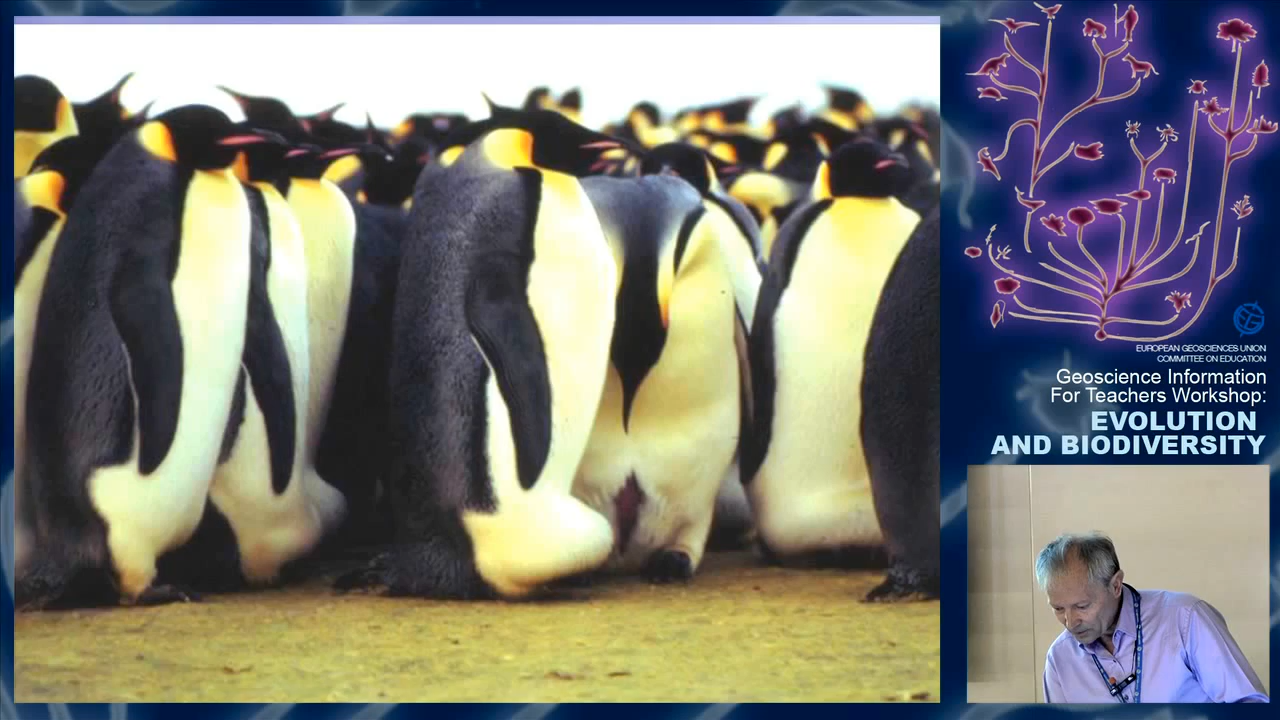 EUROPEAN GEOSCIENCES UNION
COMMITTEE ON EDUCATION
Geoscience Information
For Teachers Workshop:
EVOLUTION
AND BIODIVERSITY